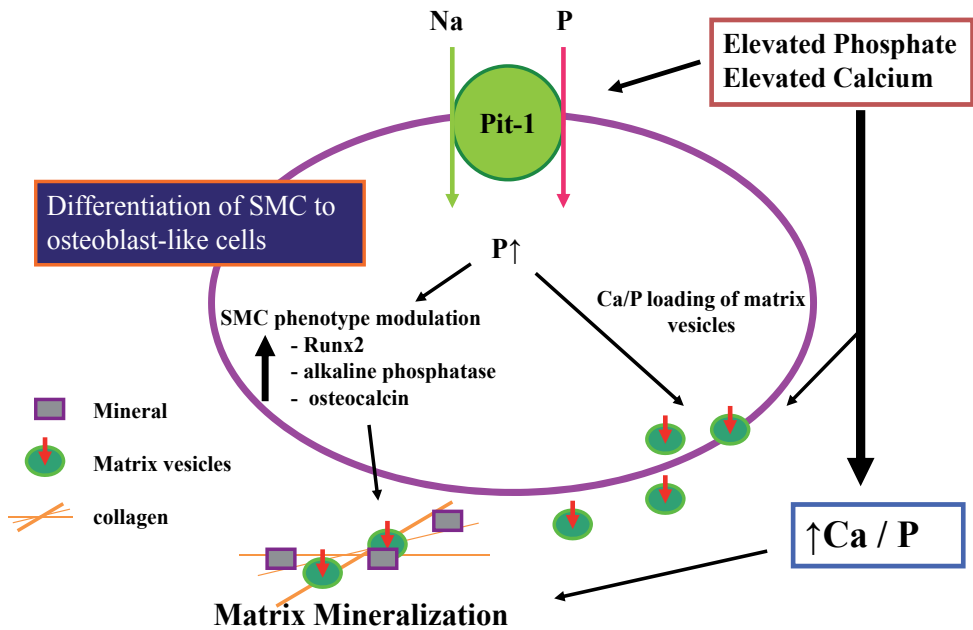 Na
P
Elevated Phosphate
Elevated Calcium
Pit-1
Differentiation of SMC to
osteoblast-like cells
P↑
Ca/P loading of matrix
vesicles
SMC phenotype modulation
- Runx2
- alkaline phosphatase
- osteocalcin
Mineral
Matrix vesicles
collagen
↑Ca / P
Matrix Mineralization